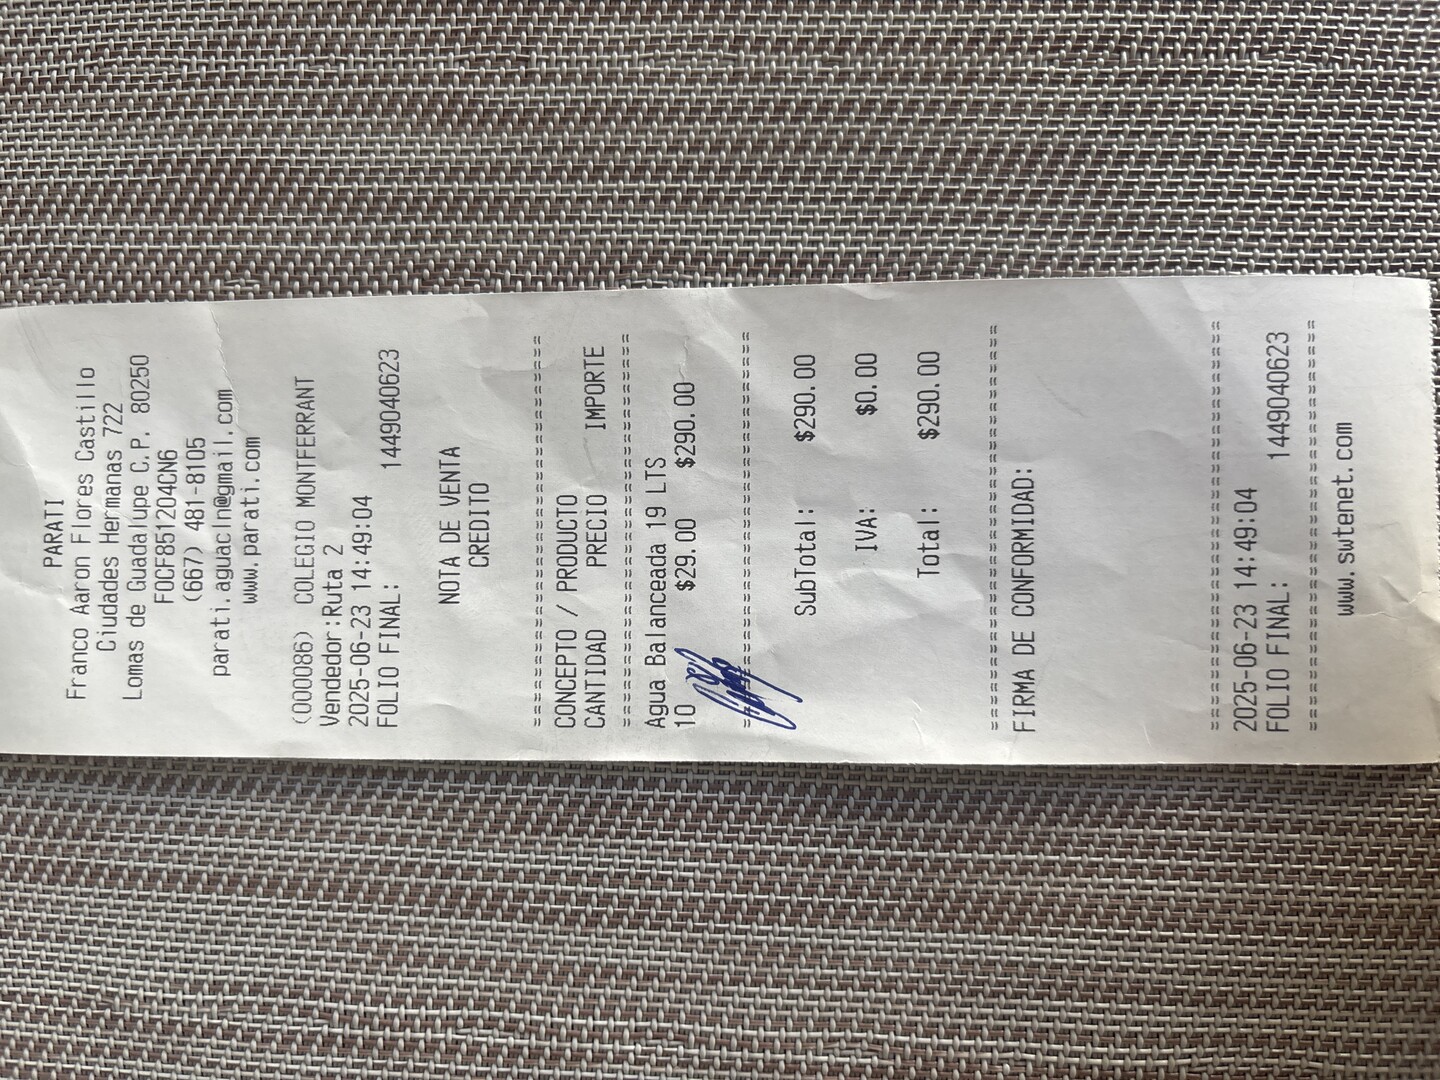 PARATI
Franco Aaron Flores Castillo
Ciudades Hermanas 722
Lomas de Guadalupe C.P. 80250
FOCF851204CN6
(667) 481-8105
parati.aguacln@gmail.com
www.parati.com
(000086) COLEGIO MONTFERRANT
Vendedor:Ruta 2
2025-06-23 14:49:04
FOLIO FINAL: 1449040623
NOTA DE VENTA
CREDITO
==============================
CONCEPTO / PRODUCTO
CANTIDAD PRECIO IMPORTE
==============================
Agua Balanceada 19 LTS
10 $29.00 $290.00
==============================
SubTotal: $290.00
IVA: $0.00
Total: $290.00
==============================
FIRMA DE CONFORMIDAD:
==============================
2025-06-23 14:49:04
FOLIO FINAL: 1449040623
==============================
www.swtenet.com